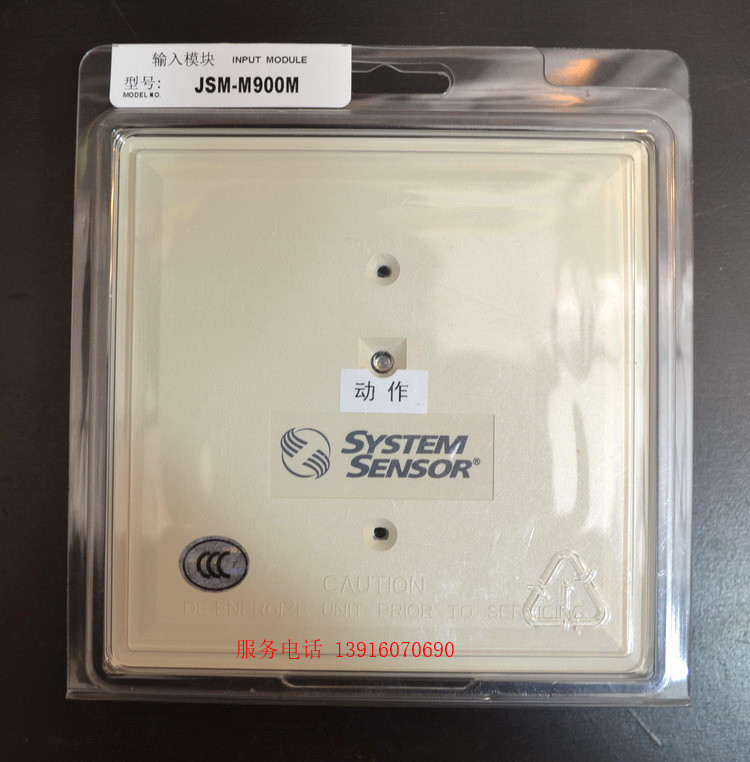 输入模块 INPUT MODULE
型号: JSM-M900M
MODEL NO.
动作
SYSTEM
SENSOR®
CCC
CAUTION
DE-ENERGIZE UNIT PRIOR TO SERVICING
服务电话 13916070690